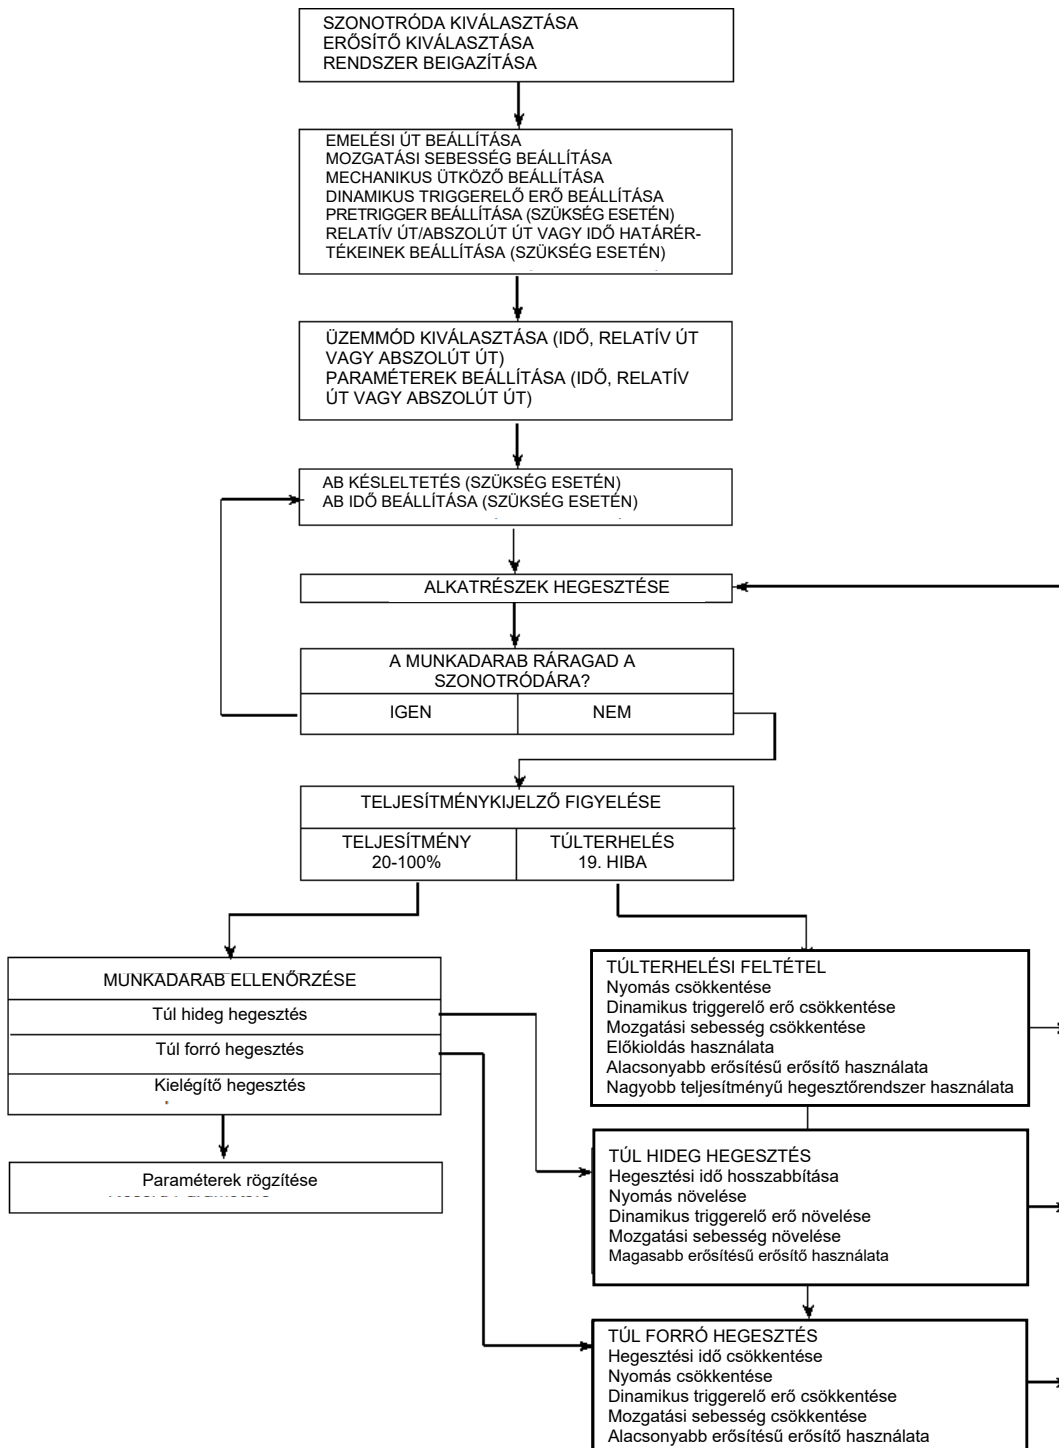 SZONOTRÓDA KIVÁLASZTÁSA
ERŐSÍTŐ KIVÁLASZTÁSA
RENDSZER BEIGAZÍTÁSA
EMELÉSI ÚT BEÁLLÍTÁSA
MOZGATÁSI SEBESSÉG BEÁLLÍTÁSA
MECHANIKUS ÜTKÖZŐ BEÁLLÍTÁSA
DINAMIKUS TRIGGERELŐ ERŐ BEÁLLÍTÁSA
PRETRIGGER BEÁLLÍTÁSA (SZÜKSÉG ESETÉN)
RELATÍV ÚT/ABSZOLÚT ÚT VAGY IDŐ HATÁRÉR-
TÉKEINEK BEÁLLÍTÁSA (SZÜKSÉG ESETÉN)
ÜZEMMÓD KIVÁLASZTÁSA (IDŐ, RELATÍV ÚT
VAGY ABSZOLÚT ÚT)
PARAMÉTEREK BEÁLLÍTÁSA (IDŐ, RELATÍV
ÚT VAGY ABSZOLÚT ÚT)
AB KÉSLELTETÉS (SZÜKSÉG ESETÉN)
AB IDŐ BEÁLLÍTÁSA (SZÜKSÉG ESETÉN)
ALKATRÉSZEK HEGESZTÉSE
A MUNKADARAB RÁRAGAD A
SZONOTRÓDÁRA?
IGEN
NEM
TELJESÍTMÉNYKIJELZŐ FIGYELÉSE
TELJESÍTMÉNY
20-100%
TÚLTERHELÉS
19. HIBA
MUNKADARAB ELLENŐRZÉSE
Túl hideg hegesztés
Túl forró hegesztés
Kielégítő hegesztés
Paraméterek rögzítése
TÚLTERHELÉSI FELTÉTEL
Nyomás csökkentése
Dinamikus triggerelő erő csökkentése
Mozgatási sebesség csökkentése
Előkioldás használata
Alacsonyabb erősítésű erősítő használata
Nagyobb teljesítményű hegesztőrendszer használata
TÚL HIDEG HEGESZTÉS
Hegesztési idő hosszabbítása
Nyomás növelése
Dinamikus triggerelő erő növelése
Mozgatási sebesség növelése
Magasabb erősítésű erősítő használata
TÚL FORRÓ HEGESZTÉS
Hegesztési idő csökkentése
Nyomás csökkentése
Dinamikus triggerelő erő csökkentése
Mozgatási sebesség csökkentése
Alacsonyabb erősítésű erősítő használata